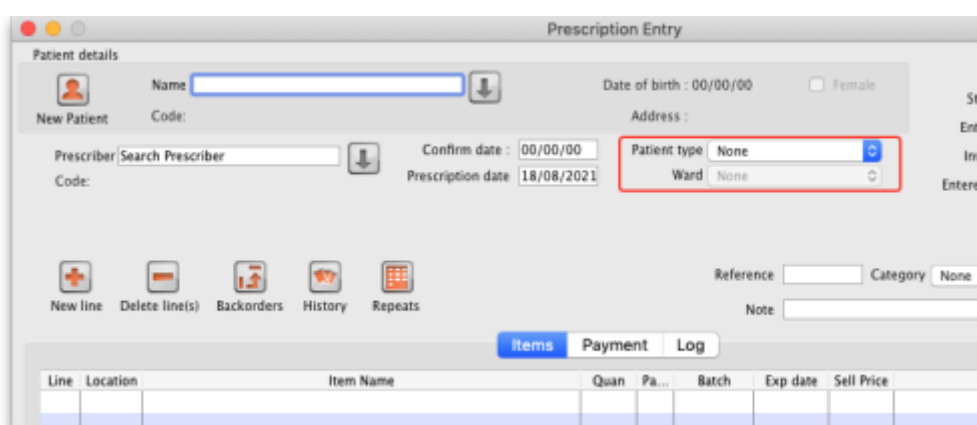 Prescription Entry
Patient details
Name
Date of birth : 00/00/00
Female
New Patient
Code:
Address :
Prescriber Search Prescriber
Confirm date : 00/00/00
Patient type None
Code:
Prescription date 18/08/2021
Ward None
Reference
Category None
New line Delete line(s) Backorders History Repeats
Note
Items Payment Log
Line Location Item Name Quan Pa... Batch Exp date Sell Price